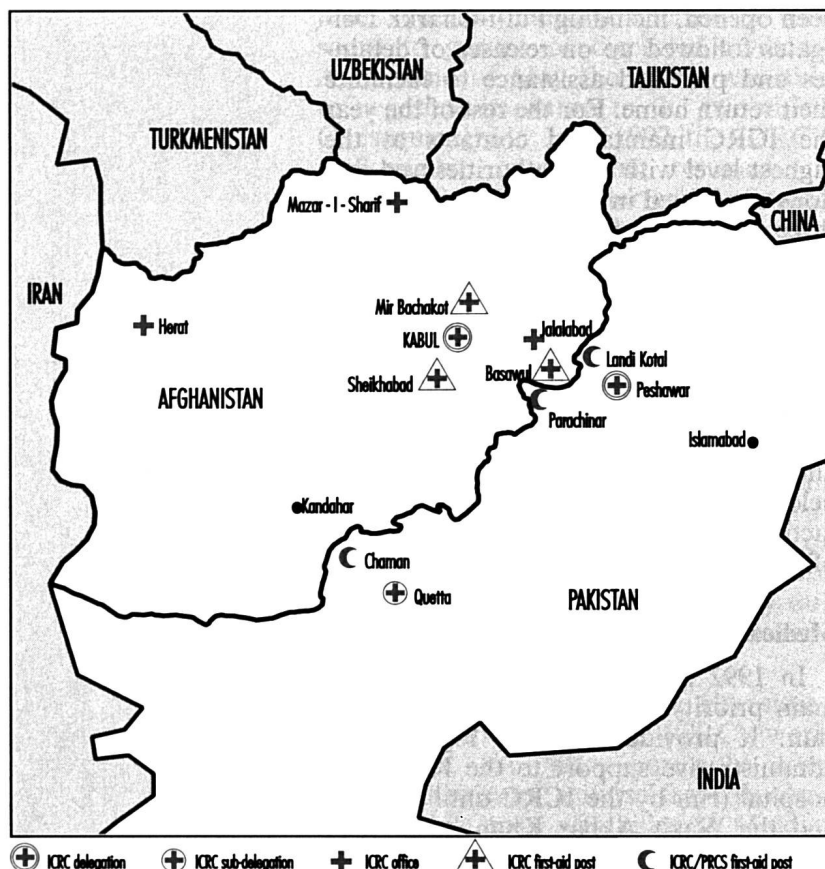 UZBEKISTAN
TAJIKISTAN
TURKMENISTAN
Mazar - I - Sharif
CHINA
IRAN
Mir Bachakot
Herat
Jalalabad
KABUL
Landi Kotal
Basawul
Sheikhabad
Peshawar
AFGHANISTAN
Parachinar
Islamabad
Kandahar
Chaman
Quetta
PAKISTAN
INDIA
ICRC delegation ICRC sub-delegation ICRC office ICRC first-aid post ICRC/PRCS first-aid post